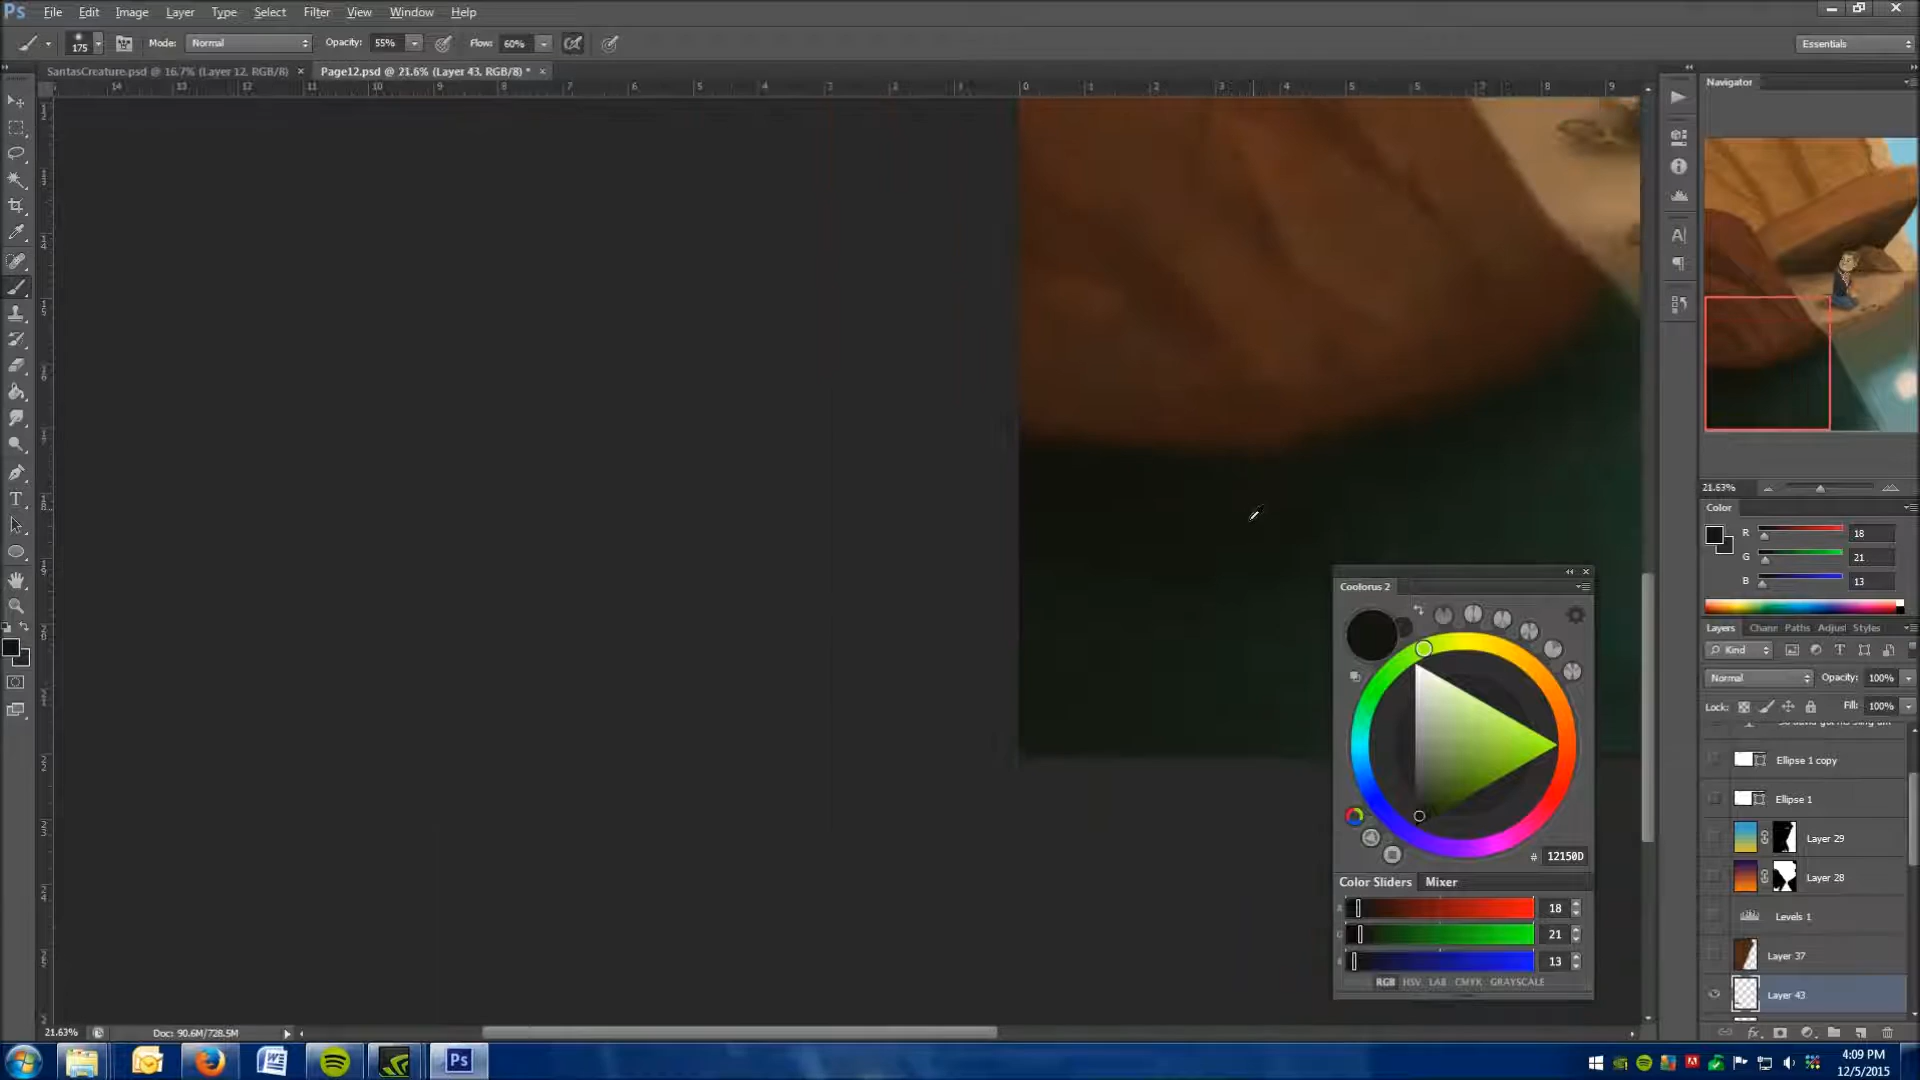 Ps File Edit Image Layer Type Select Filter View Window Help
175 Mode: Normal Opacity: 55% Flow: 60% Essentials
SantasCreature.psd @ 16.7% (Layer 12, RGB/8) × Page12.psd @ 21.6% (Layer 43, RGB/8) * ×
Navigator
21.63%
Color
R 18
G 21
B 13
Layers Chann Paths Adjus Styles
Kind
Normal Opacity: 100%
Lock: Fill: 100%
Ellipse 1 copy
Ellipse 1
Layer 29
Layer 28
Levels 1
Layer 37
Layer 43
Coolorus 2
# 12150D
Color Sliders Mixer
18
21
13
RGB HSV LAB CMYK GRAYSCALE
21.63% Doc: 90.6M/728.5M
Ps
4:09 PM
12/5/2015